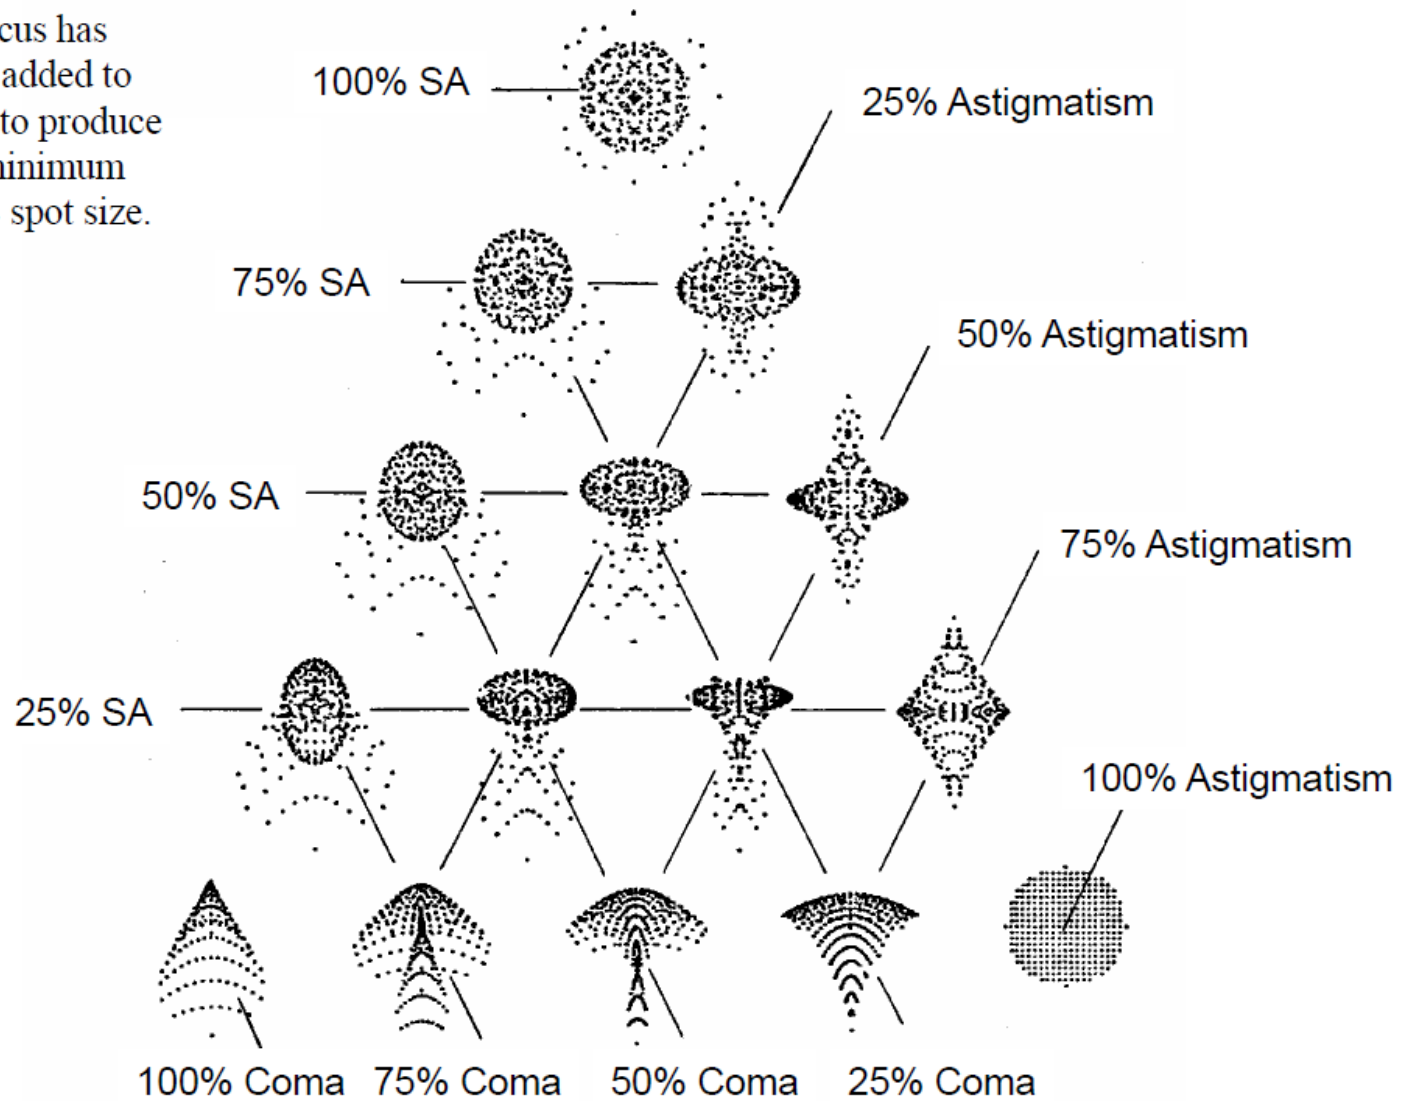 cus has
added to
to produce
inimum
spot size.
100% SA
25% Astigmatism
75% SA
50% Astigmatism
50% SA
75% Astigmatism
25% SA
100% Astigmatism
100% Coma
75% Coma
50% Coma
25% Coma